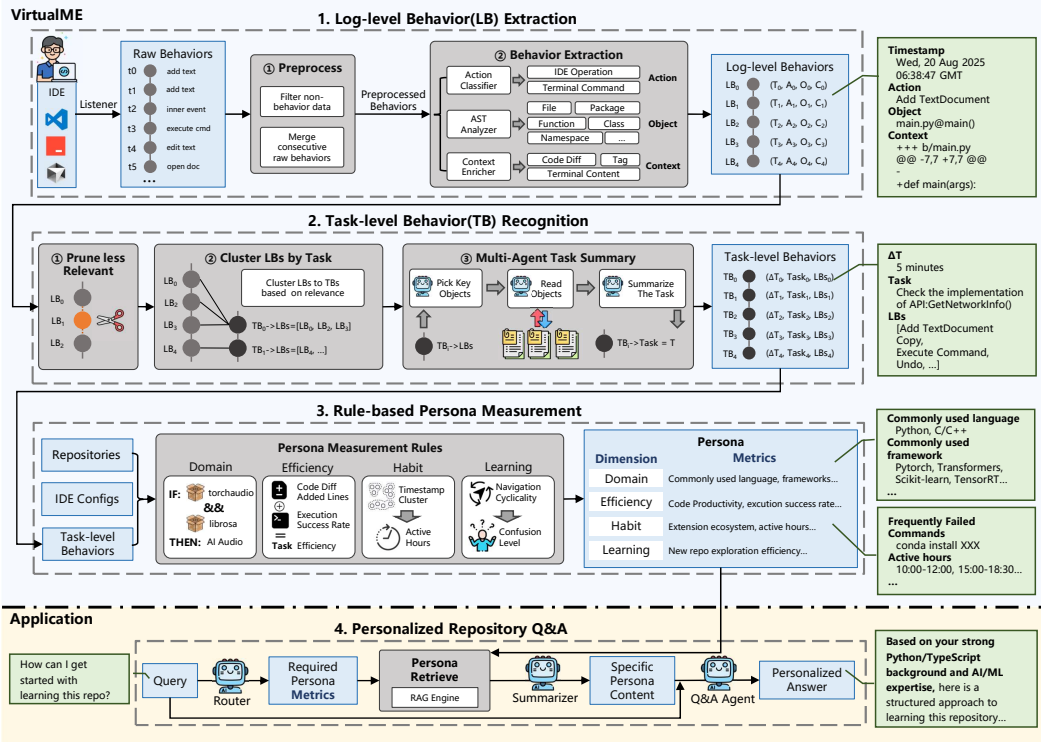 VirtualME
1. Log-level Behavior(LB) Extraction
IDE
Listener
Raw Behaviors
t0 add text
t1 add text
t2 inner event
t3 execute cmd
t4 edit text
t5 open doc
...
① Preprocess
Filter non-
behavior data
Merge
consecutive
raw behaviors
Preprocessed
Behaviors
② Behavior Extraction
Action
Classifier
IDE Operation
Terminal Command
Action
AST
Analyzer
File
Package
Function
Class
Namespace
...
Object
Context
Enricher
Code Diff
Tag
Terminal Content
Context
Log-level Behaviors
LB₀ (T₀, A₀, O₀, C₀)
LB₁ (T₁, A₁, O₁, C₁)
LB₂ (T₂, A₂, O₂, C₂)
LB₃ (T₃, A₃, O₃, C₃)
LB₄ (T₄, A₄, O₄, C₄)
Timestamp
Wed, 20 Aug 2025
06:38:47 GMT
Action
Add TextDocument
Object
main.py@main()
Context
+++ b/main.py
@@ -7,7 +7,7 @@
-
+def main(args):
2. Task-level Behavior(TB) Recognition
① Prune less
Relevant
LB₀
LB₁
LB₂
② Cluster LBs by Task
LB₀
LB₂
LB₃
LB₄
Cluster LBs to TBs
based on relevance
TB₀->LBs=[LB₀, LB₂, LB₃]
TB₁->LBs=[LB₄, ...]
③ Multi-Agent Task Summary
Pick Key
Objects
Read
Objects
Summarize
The Task
TBᵢ->LBs
TBᵢ->Task = T
Task-level Behaviors
TB₀ (ΔT₀, Task₀, LBs₀)
TB₁ (ΔT₁, Task₁, LBs₁)
TB₂ (ΔT₂, Task₂, LBs₂)
TB₃ (ΔT₃, Task₃, LBs₃)
TB₄ (ΔT₄, Task₄, LBs₄)
ΔT
5 minutes
Task
Check the implementation
of API:GetNetworkInfo()
LBs
[Add TextDocument
Copy,
Execute Command,
Undo, ...]
3. Rule-based Persona Measurement
Repositories
IDE Configs
Task-level
Behaviors
Persona Measurement Rules
Domain
IF: torchaudio
&&
librosa
THEN: AI Audio
Efficiency
Code Diff
Added Lines
Execution
Success Rate
=
Task Efficiency
Habit
Timestamp
Cluster
Active
Hours
Learning
Navigation
Cyclicality
Confusion
Level
Persona
Dimension Metrics
Domain Commonly used language, frameworks...
Efficiency Code Productivity, excution success rate...
Habit Extension ecosystem, active hours...
Learning New repo exploration efficiency...
Commonly used language
Python, C/C++
Commonly used
framework
Pytorch, Transformers,
Scikit-learn, TensorRT...
...
Frequently Failed
Commands
conda install XXX
Active hours
10:00-12:00, 15:00-18:30...
...
Application
4. Personalized Repository Q&A
How can I get
started with
learning this repo?
Query
Router
Required
Persona
Metrics
Persona
Retrieve
RAG Engine
Summarizer
Specific
Persona
Content
Q&A Agent
Personalized
Answer
Based on your strong
Python/TypeScript
background and AI/ML
expertise, here is a
structured approach to
learning this repository...